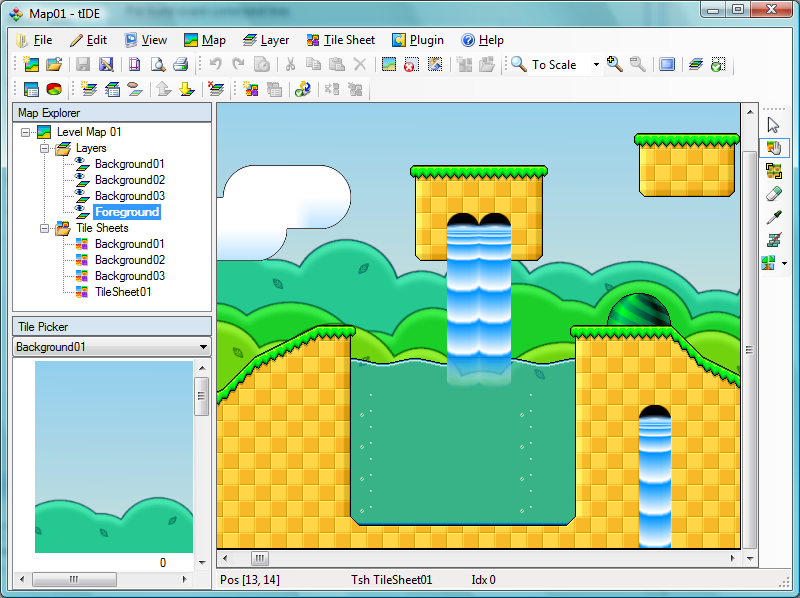 Map01 - tIDE
File Edit View Map Layer Tile Sheet Plugin Help
To Scale
Map Explorer
Level Map 01
Layers
Background01
Background02
Background03
Foreground
Tile Sheets
Background01
Background02
Background03
TileSheet01
Tile Picker
Background01
0
Pos [13, 14] Tsh TileSheet01 Idx 0